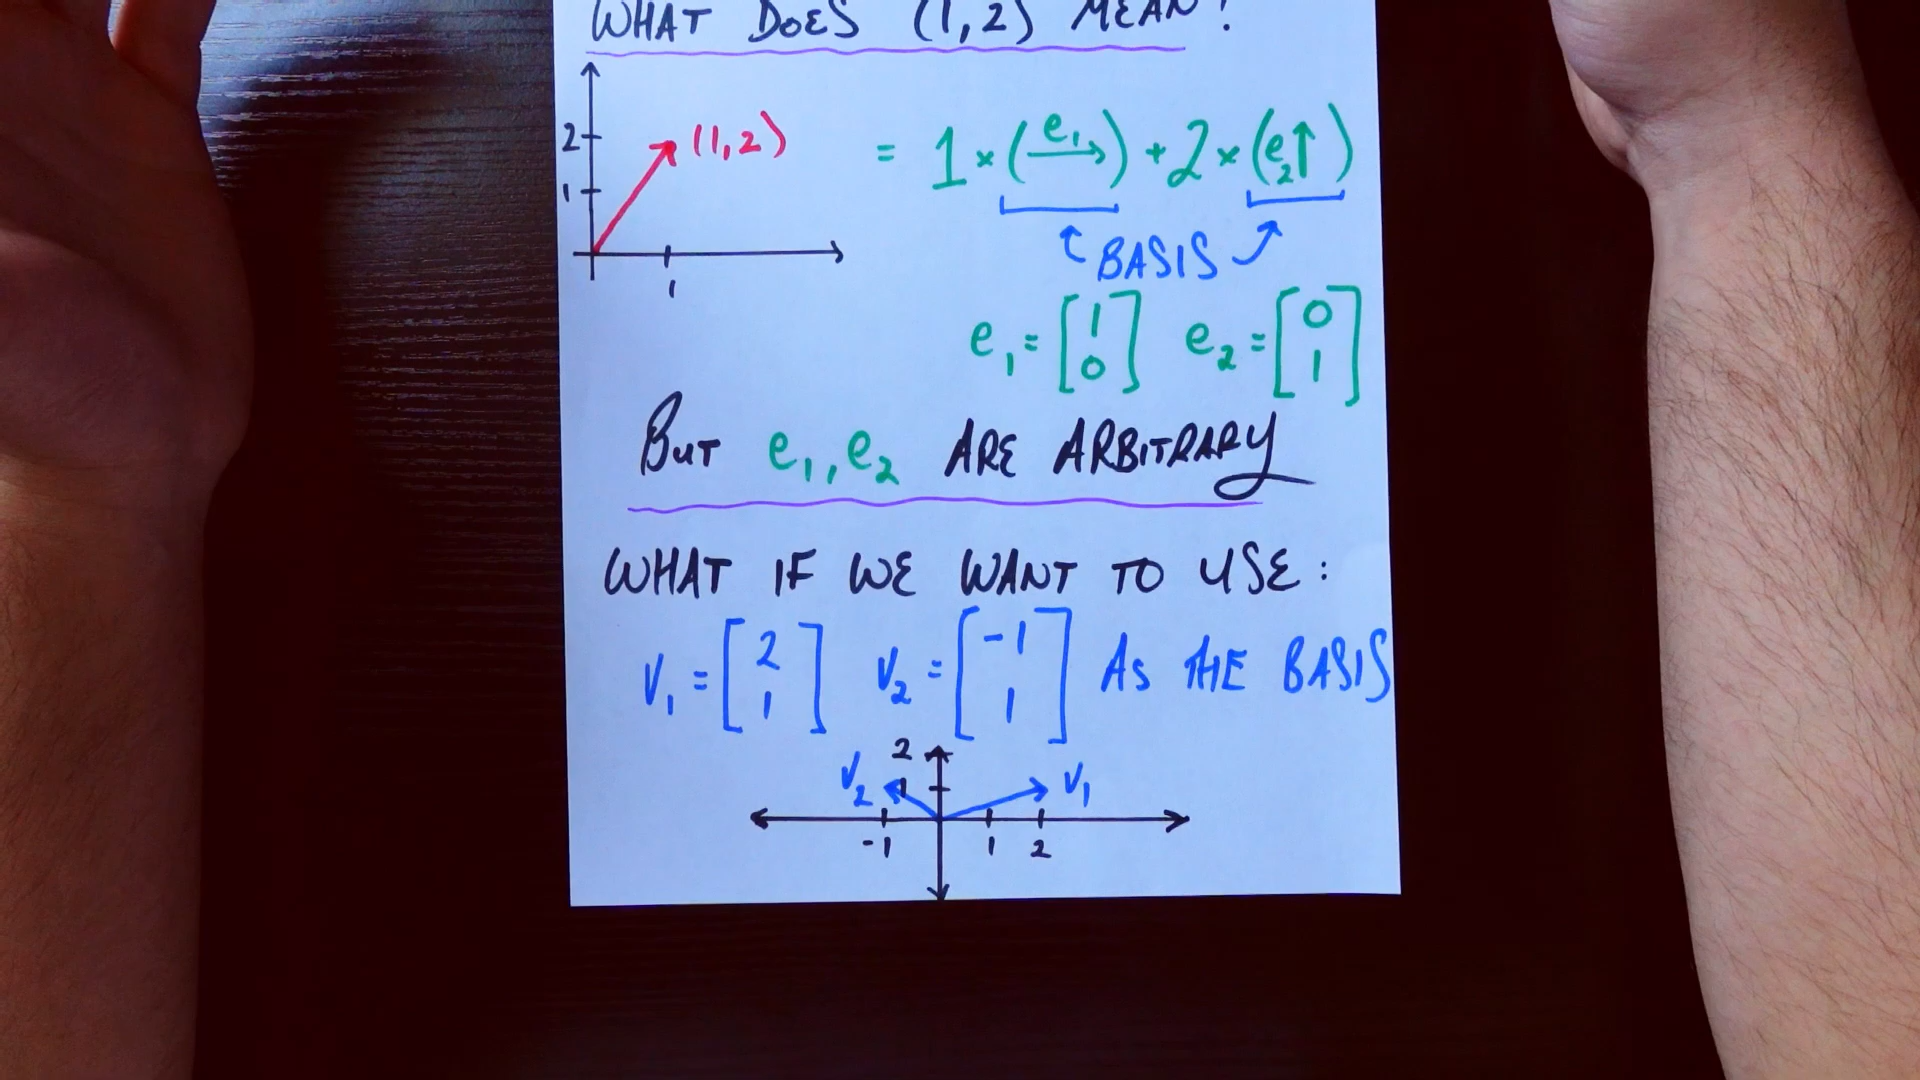 WHAT DOES (1,2) MEAN?
2 (1,2) = 1 × (e₁ →) + 2 × (e₂ ↑)
1
↑ BASIS ↗
1
e₁ = [1 0] e₂ = [0 1]
BUT e₁, e₂ ARE ARBITRARY
WHAT IF WE WANT TO USE:
V₁ = [2 1] V₂ = [-1 1] AS THE BASIS
2
V₂ 1 V₁
-1 1 2